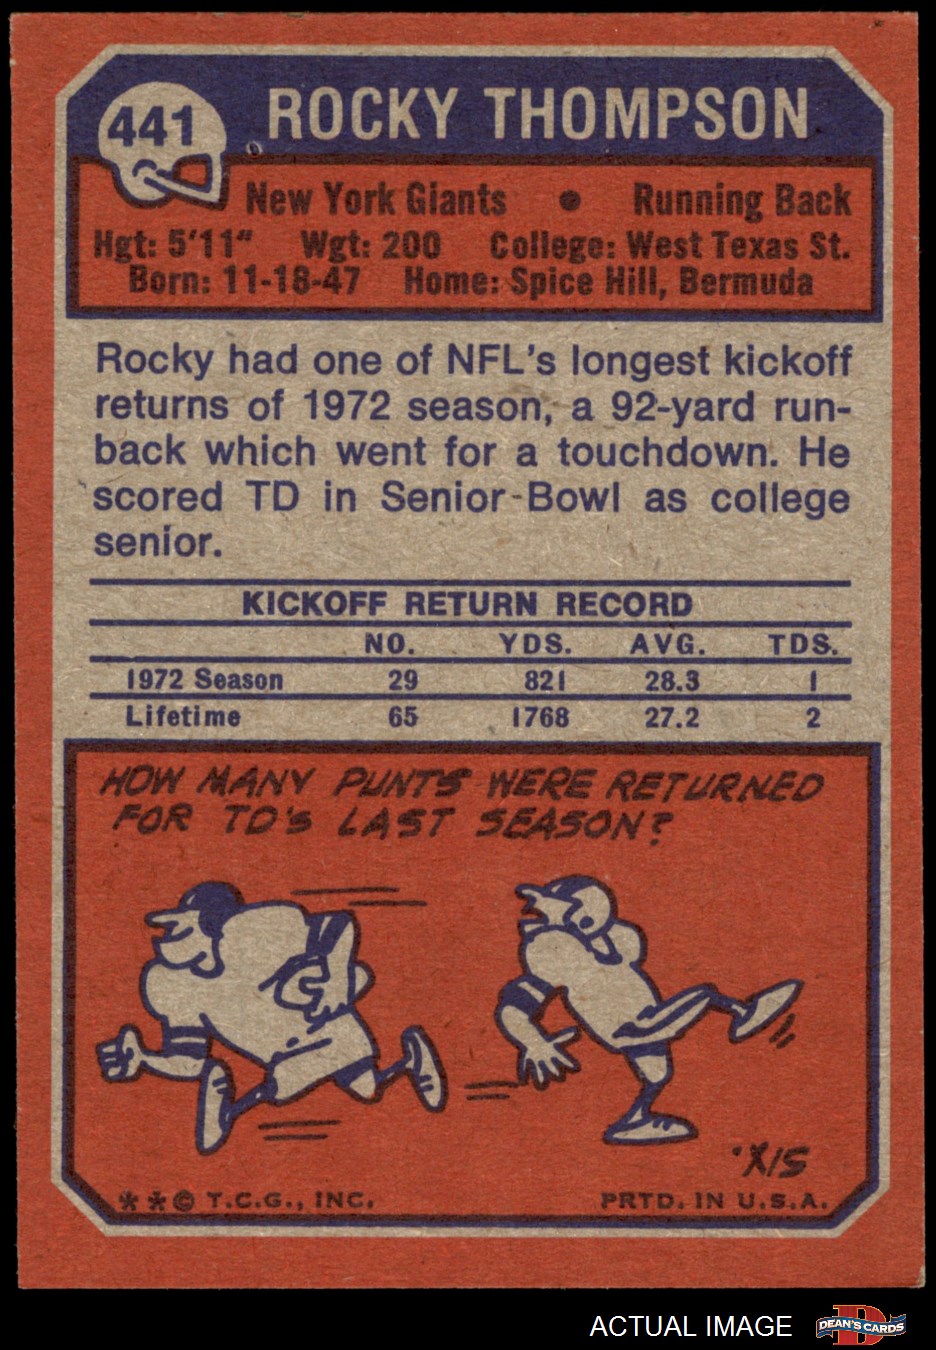 441
ROCKY THOMPSON
New York Giants • Running Back
Hgt: 5'11" Wgt: 200 College: West Texas St.
Born: 11-18-47 Home: Spice Hill, Bermuda
Rocky had one of NFL's longest kickoff
returns of 1972 season, a 92-yard run-
back which went for a touchdown. He
scored TD in Senior Bowl as college
senior.
KICKOFF RETURN RECORD
NO. YDS. AVG. TDS.
1972 Season 29 821 28.3 1
Lifetime 65 1768 27.2 2
HOW MANY PUNTS WERE RETURNED
FOR TD'S LAST SEASON?
'X/S
**© T.C.G., INC. PRTD. IN U.S.A.
ACTUAL IMAGE
DEAN'S CARDS